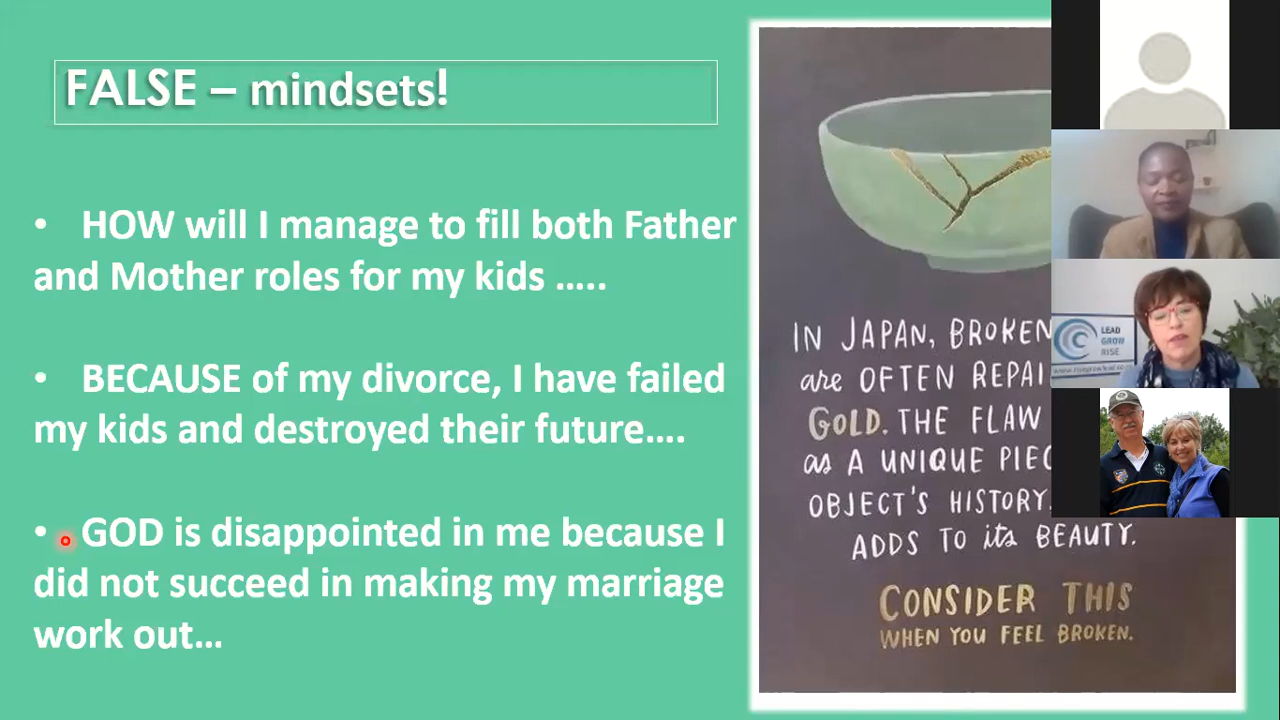 FALSE – mindsets!
• HOW will I manage to fill both Father
and Mother roles for my kids …..
• BECAUSE of my divorce, I have failed
my kids and destroyed their future….
• GOD is disappointed in me because I
did not succeed in making my marriage
work out…
IN JAPAN, BROKEN
are OFTEN REPAI
GOLD. THE FLAW
as A UNIQUE PIEC
OBJECT'S HISTORY,
ADDS TO its BEAUTY.
CONSIDER THIS
WHEN YOU FEEL BROKEN.
LEAD
GROW
RISE